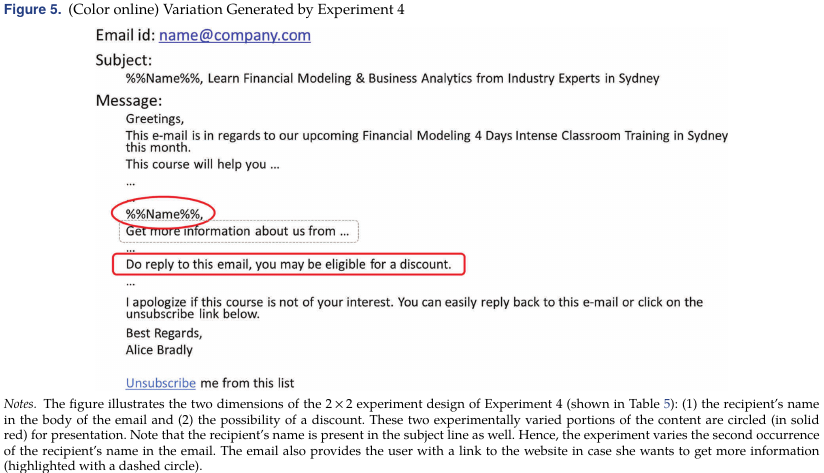 Figure 5. (Color online) Variation Generated by Experiment 4
Email id: name@company.com
Subject:
%%Name%%, Learn Financial Modeling & Business Analytics from Industry Experts in Sydney
Message:
Greetings,
This e-mail is in regards to our upcoming Financial Modeling 4 Days Intense Classroom Training in Sydney
this month.
This course will help you ...
...
...
%%Name%%,
Get more information about us from ...
...
Do reply to this email, you may be eligible for a discount.
...
I apologize if this course is not of your interest. You can easily reply back to this e-mail or click on the
unsubscribe link below.
Best Regards,
Alice Bradly
Unsubscribe me from this list
Notes. The figure illustrates the two dimensions of the 2 × 2 experiment design of Experiment 4 (shown in Table 5): (1) the recipient's name
in the body of the email and (2) the possibility of a discount. These two experimentally varied portions of the content are circled (in solid
red) for presentation. Note that the recipient's name is present in the subject line as well. Hence, the experiment varies the second occurrence
of the recipient's name in the email. The email also provides the user with a link to the website in case she wants to get more information
(highlighted with a dashed circle).